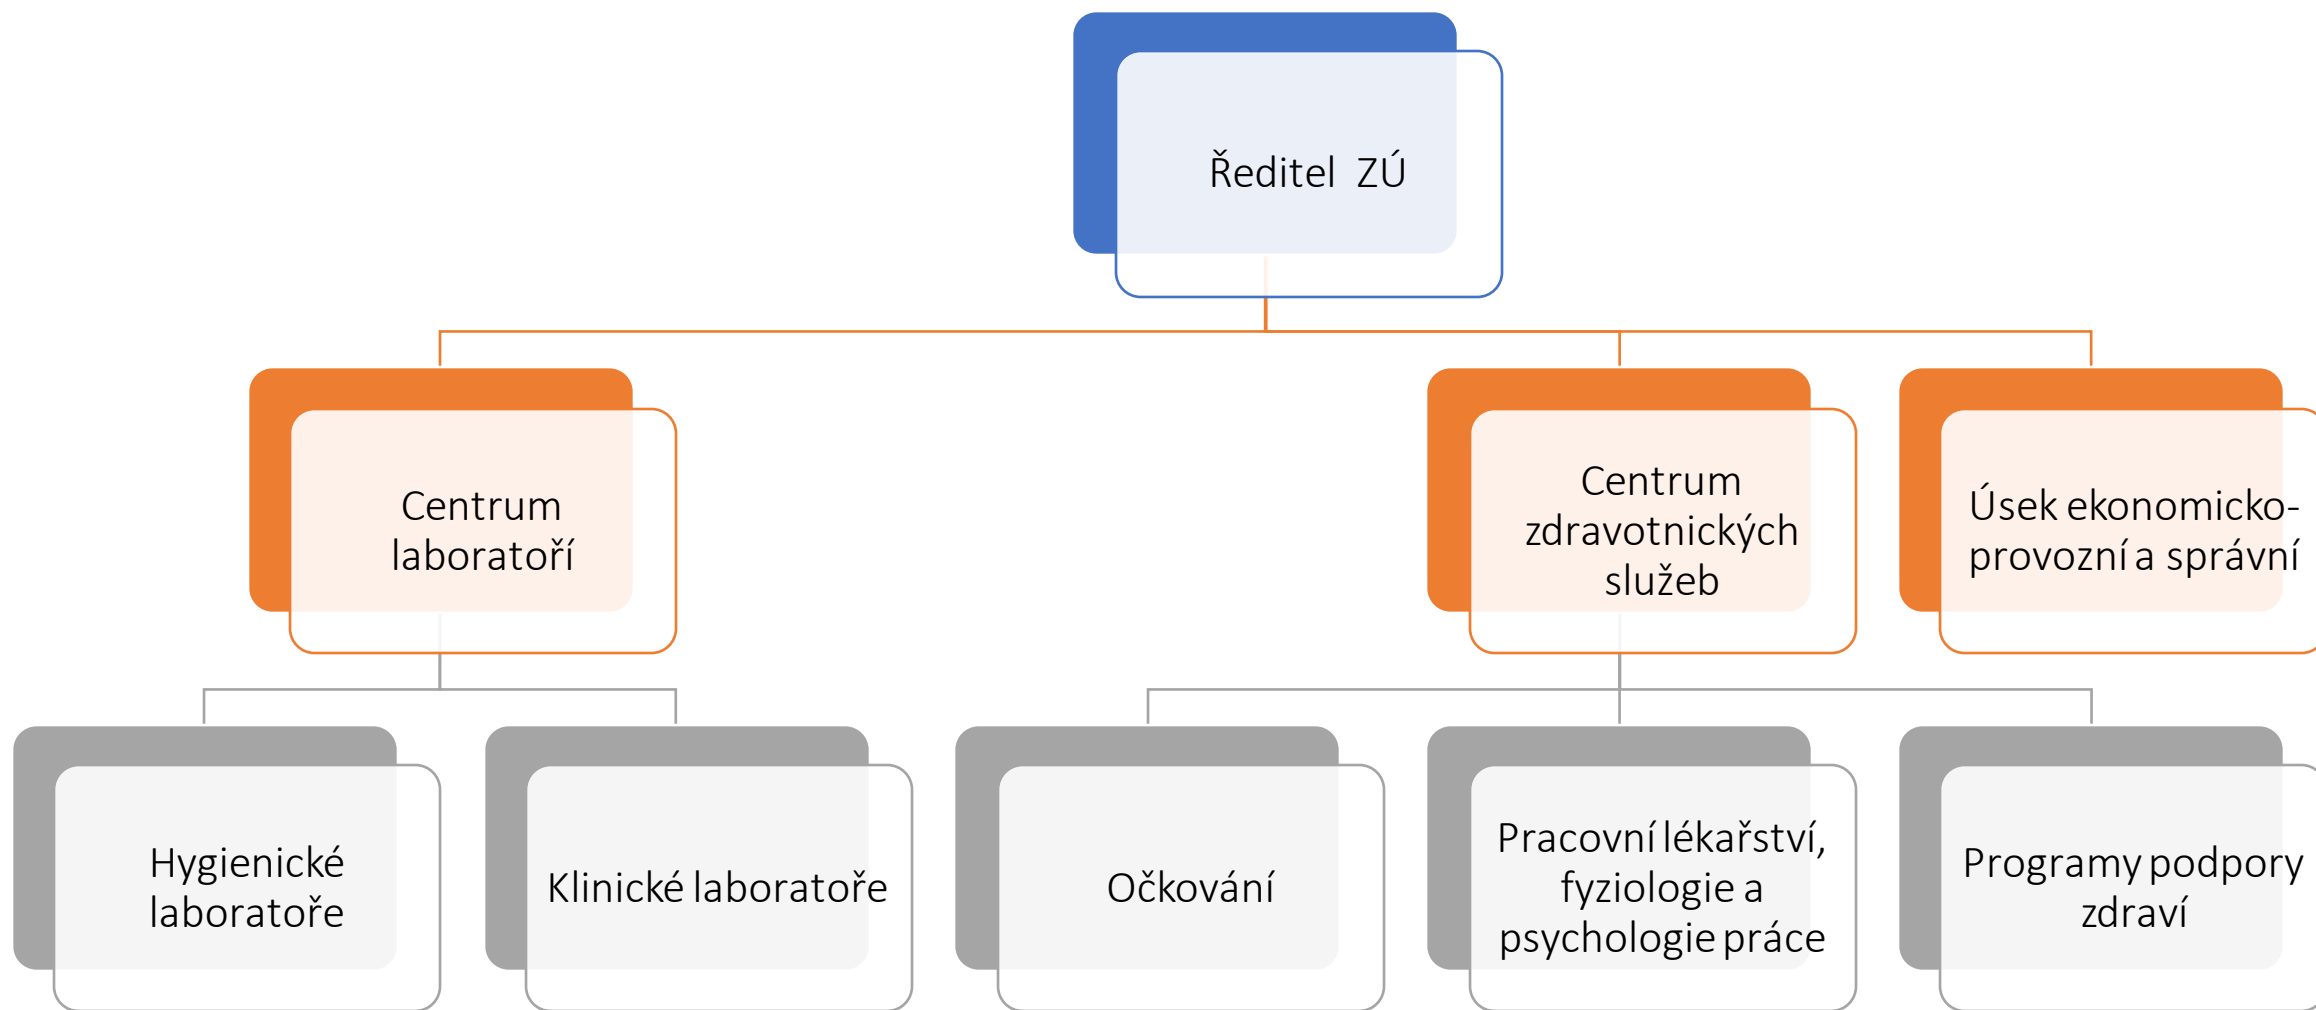 Ředitel ZÚ
Centrum
laboratoří
Centrum
zdravotnických
služeb
Úsek ekonomicko-
provozní a správní
Hygienické
laboratoře
Klinické laboratoře
Očkování
Pracovní lékařství,
fyziologie a
psychologie práce
Programy podpory
zdraví